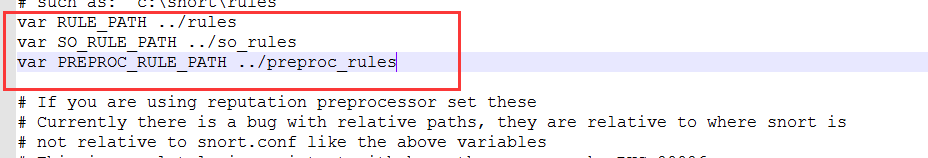 # such as: c:\snort\rules
var RULE_PATH ../rules
var SO_RULE_PATH ../so_rules
var PREPROC_RULE_PATH ../preproc_rules
# If you are using reputation preprocessor set these
# Currently there is a bug with relative paths, they are relative to where snort is
# not relative to snort.conf like the above variables